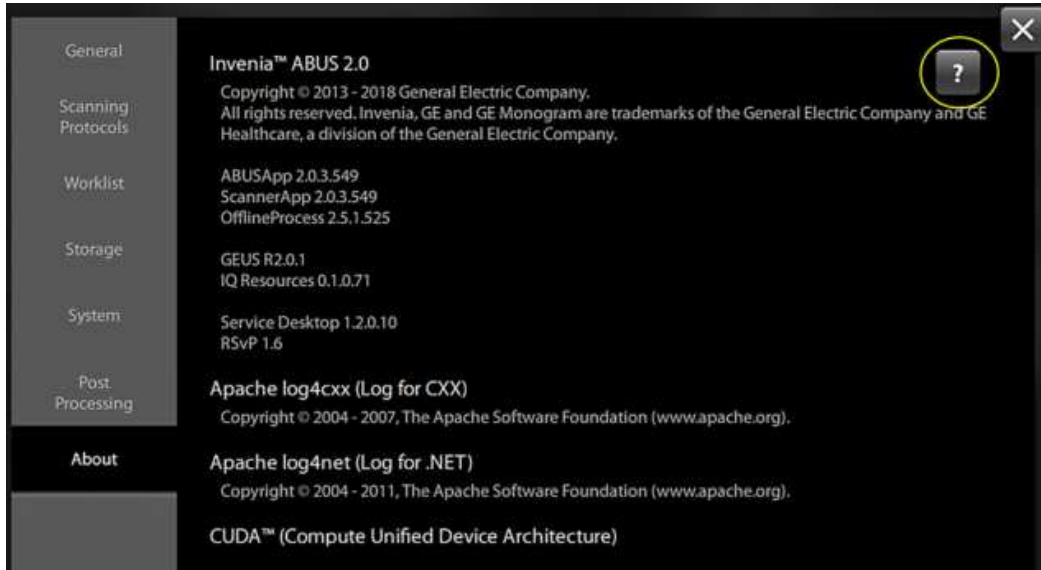 General
Scanning
Protocols
Worklist
Storage
System
Post
Processing
About
Invenia™ ABUS 2.0
Copyright © 2013 - 2018 General Electric Company.
All rights reserved. Invenia, GE and GE Monogram are trademarks of the General Electric Company and GE
Healthcare, a division of the General Electric Company.
ABUSApp 2.0.3.549
ScannerApp 2.0.3.549
OfflineProcess 2.5.1.525
GEUS R2.0.1
IQ Resources 0.1.0.71
Service Desktop 1.2.0.10
RSvP 1.6
Apache log4cxx (Log for CXX)
Copyright © 2004 - 2007, The Apache Software Foundation (www.apache.org).
Apache log4net (Log for .NET)
Copyright © 2004 - 2011, The Apache Software Foundation (www.apache.org).
CUDA™ (Compute Unified Device Architecture)
?